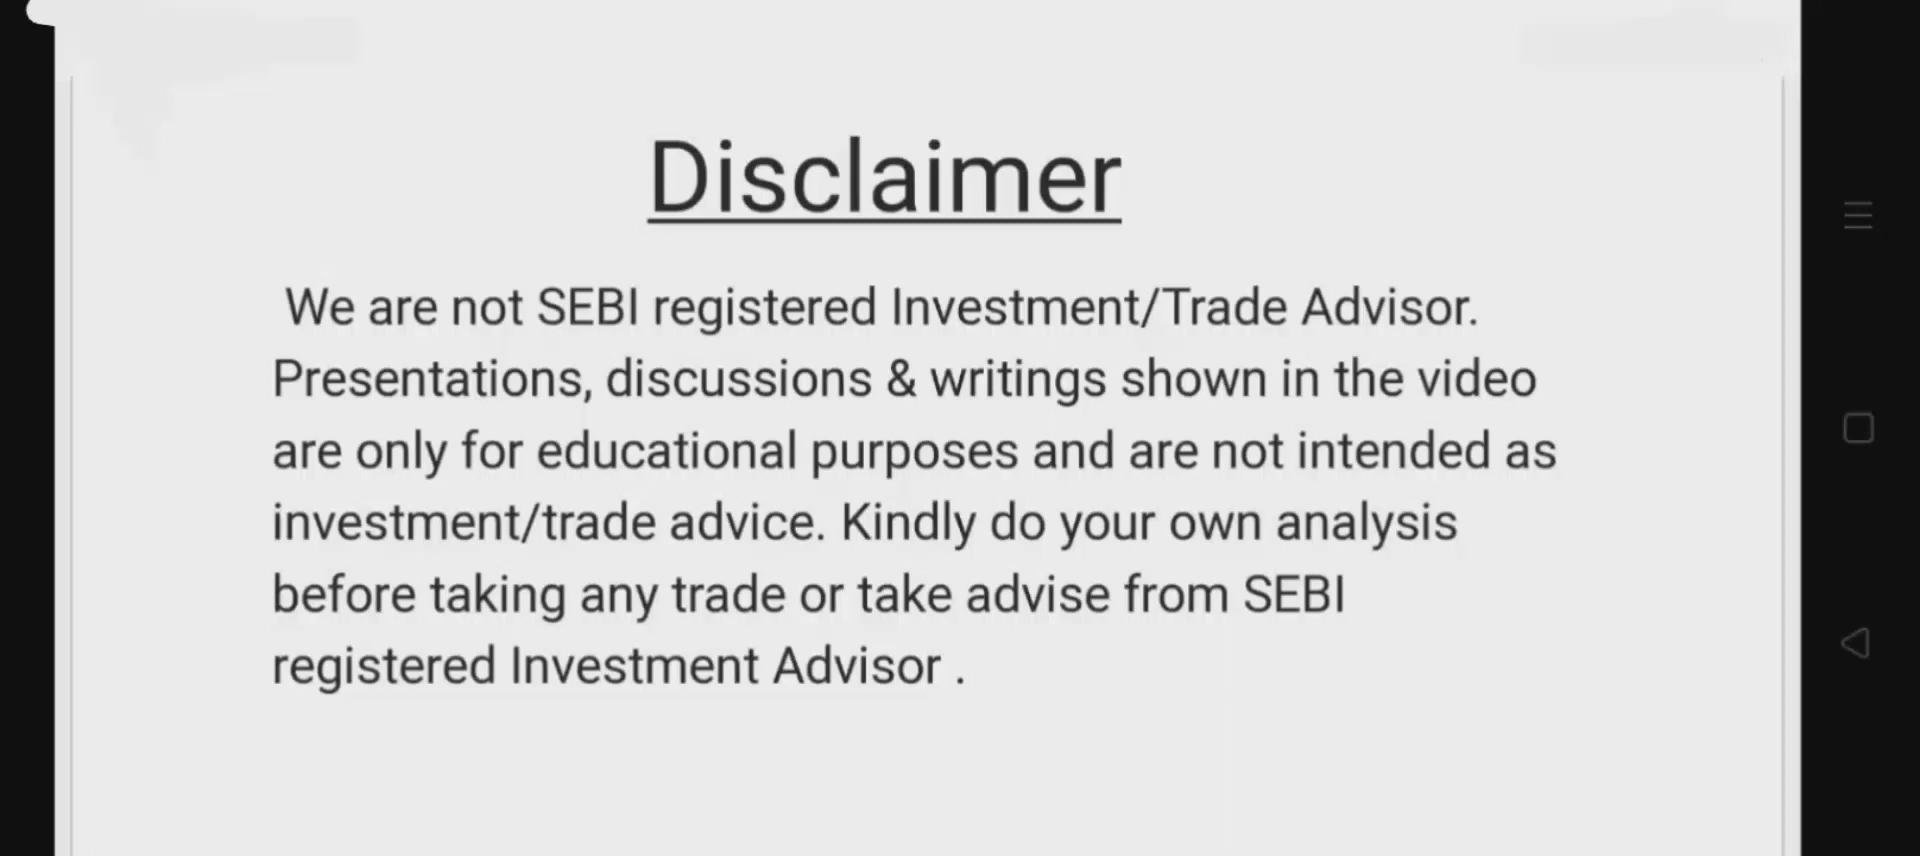 Disclaimer
We are not SEBI registered Investment/Trade Advisor.
Presentations, discussions & writings shown in the video
are only for educational purposes and are not intended as
investment/trade advice. Kindly do your own analysis
before taking any trade or take advise from SEBI
registered Investment Advisor .